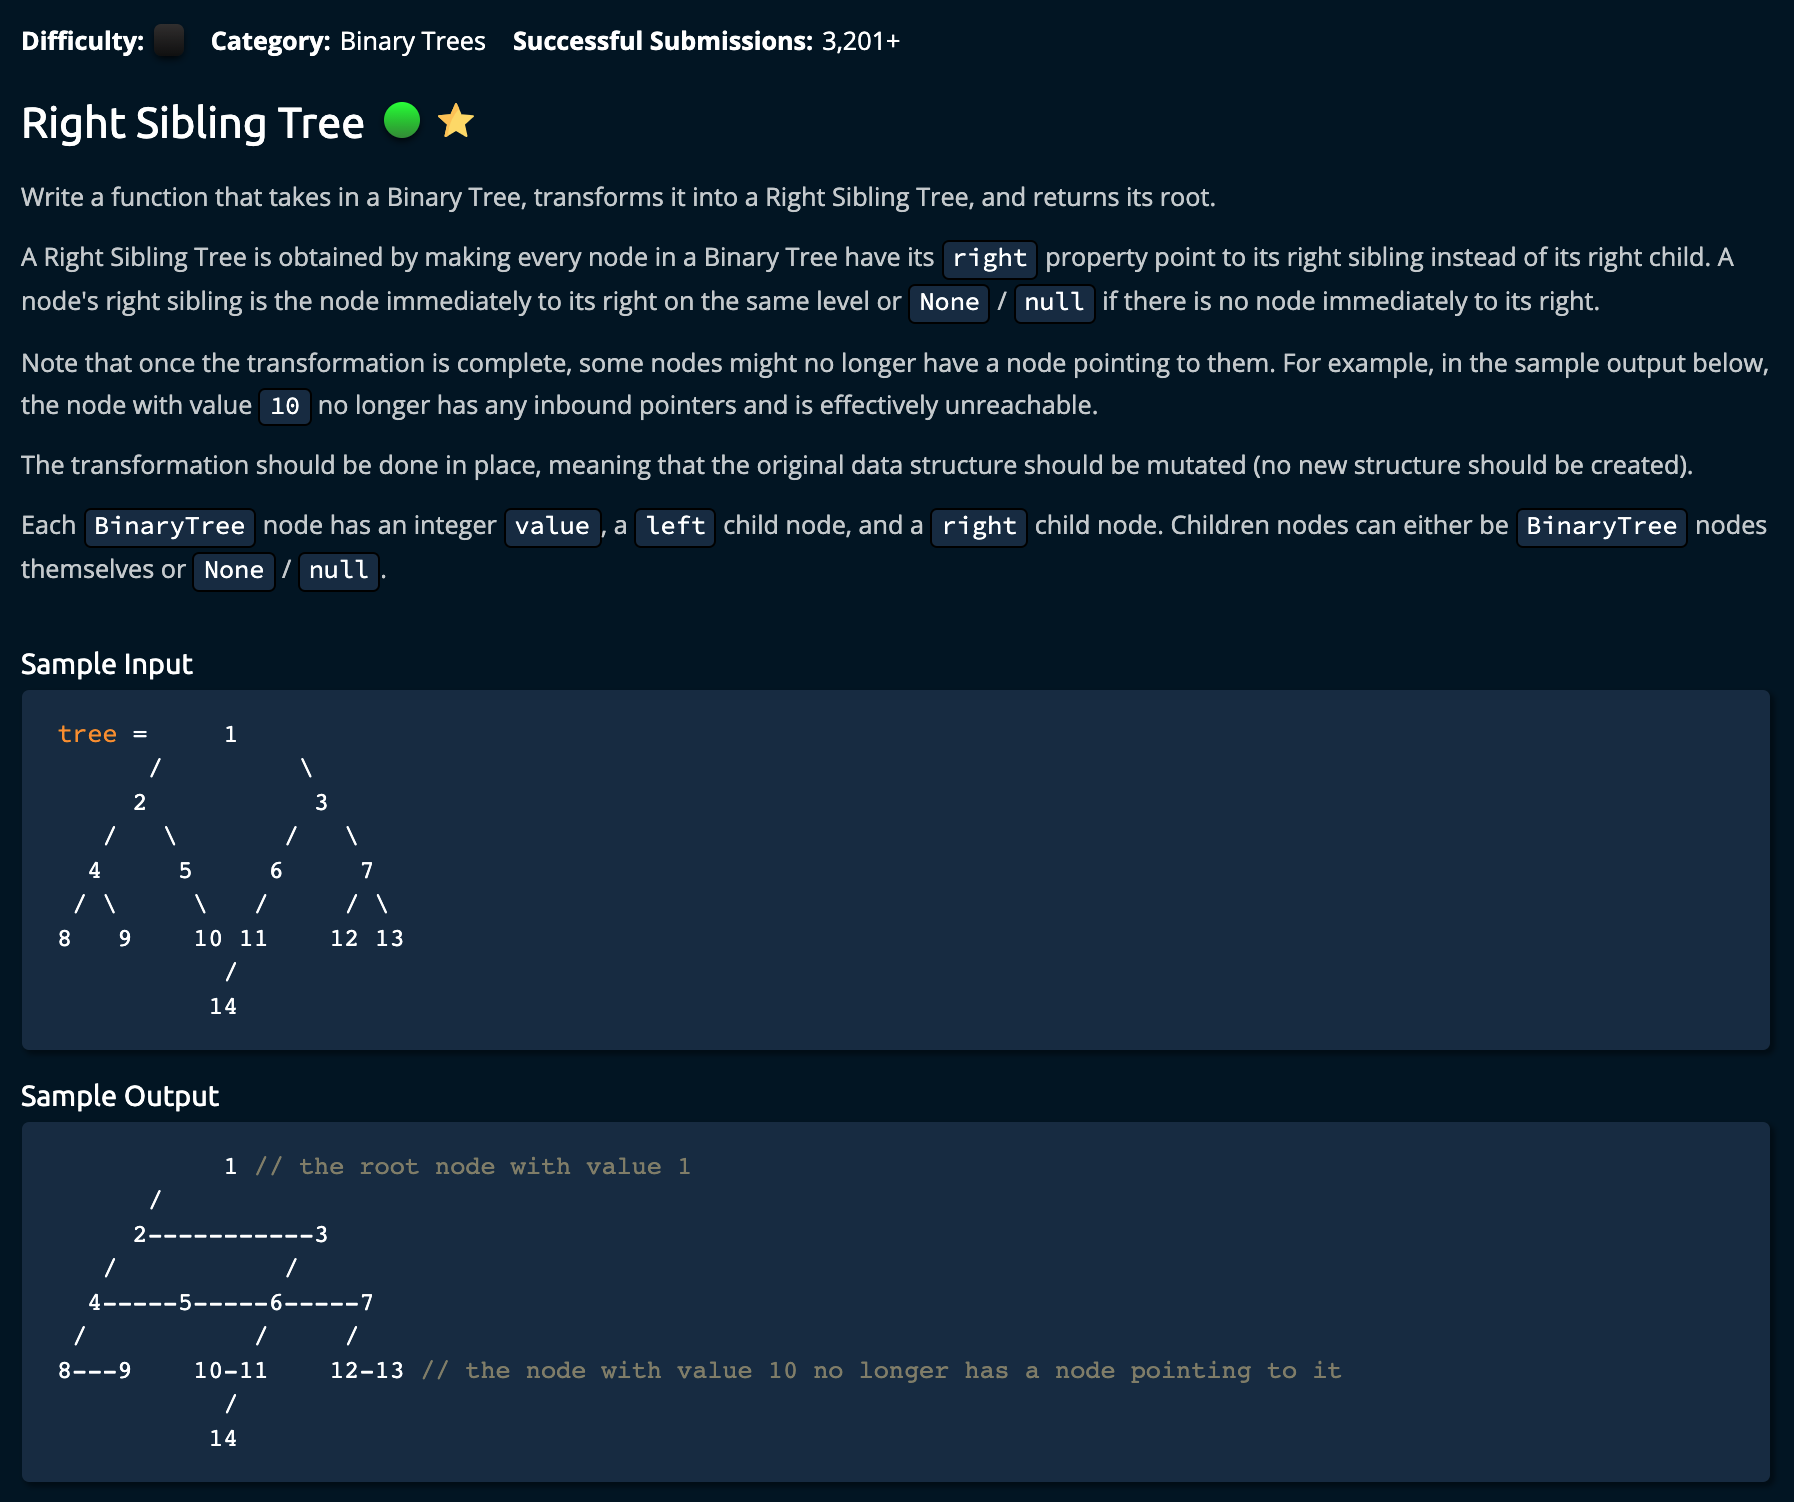 Difficulty: Category: Binary Trees Successful Submissions: 3,201+
Right Sibling Tree
Write a function that takes in a Binary Tree, transforms it into a Right Sibling Tree, and returns its root.
A Right Sibling Tree is obtained by making every node in a Binary Tree have its right property point to its right sibling instead of its right child. A
node's right sibling is the node immediately to its right on the same level or None / null if there is no node immediately to its right.
Note that once the transformation is complete, some nodes might no longer have a node pointing to them. For example, in the sample output below,
the node with value 10 no longer has any inbound pointers and is effectively unreachable.
The transformation should be done in place, meaning that the original data structure should be mutated (no new structure should be created).
Each BinaryTree node has an integer value, a left child node, and a right child node. Children nodes can either be BinaryTree nodes
themselves or None / null.
Sample Input
tree =     1
      /         \
     2           3
   /   \       /   \
  4     5     6     7
 / \     \   /     / \
8   9    10 11    12 13
           /
          14
Sample Output
           1 // the root node with value 1
      /
     2-----------3
   /           /
  4-----5-----6-----7
 /           /     /
8---9    10-11    12-13 // the node with value 10 no longer has a node pointing to it
           /
          14